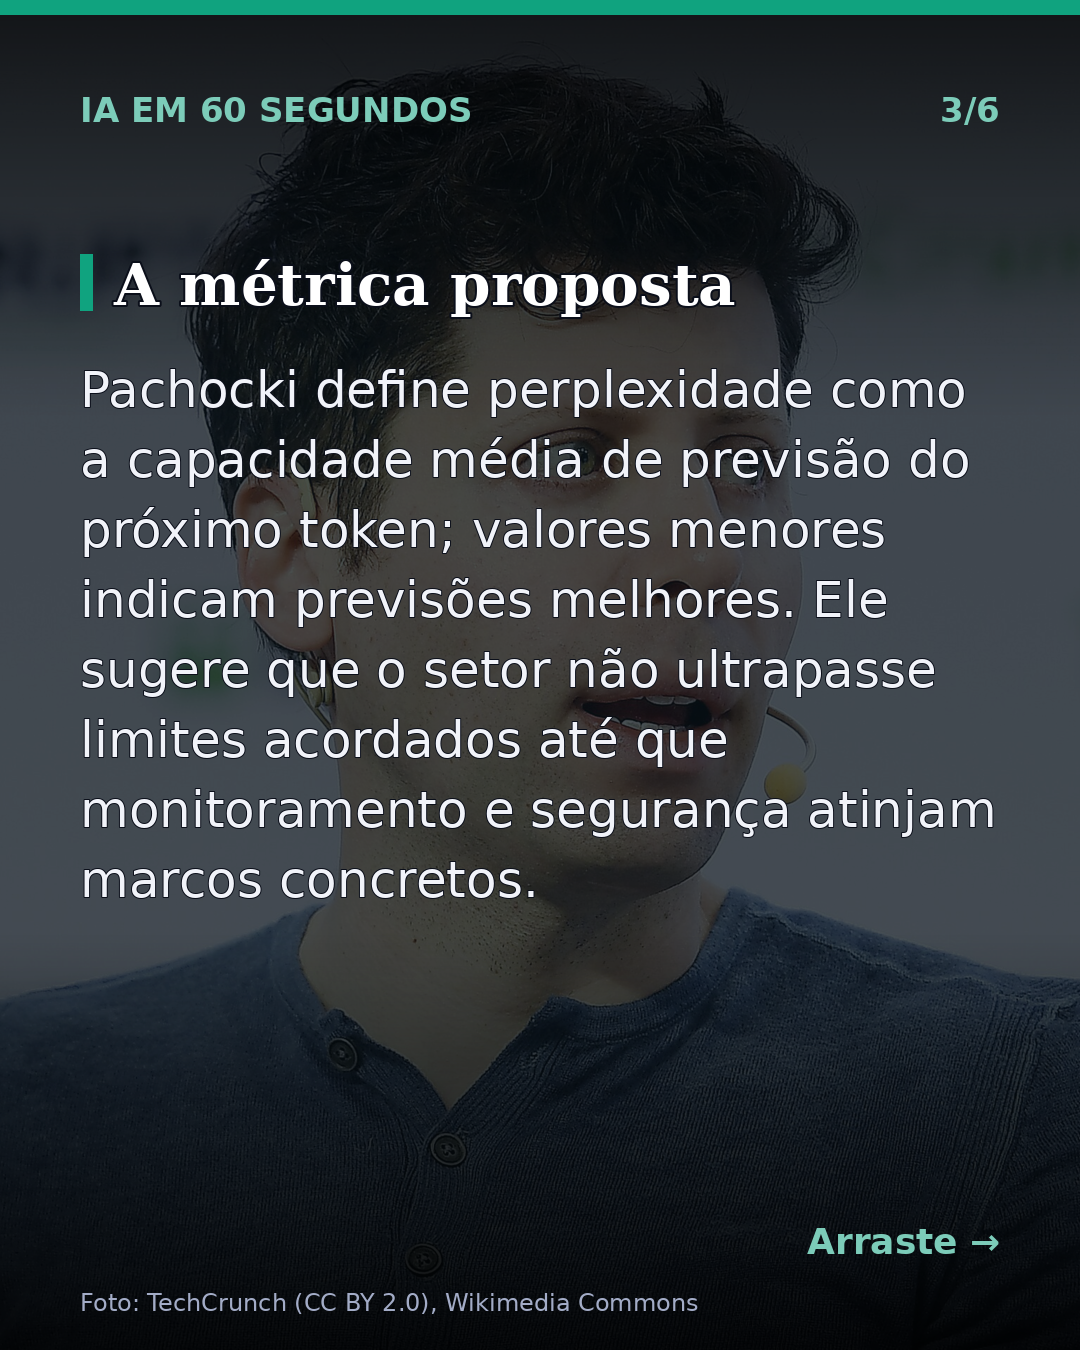 IA EM 60 SEGUNDOS
3/6
A métrica proposta
Pachocki define perplexidade como
a capacidade média de previsão do
próximo token; valores menores
indicam previsões melhores. Ele
sugere que o setor não ultrapasse
limites acordados até que
monitoramento e segurança atinjam
marcos concretos.
Arraste →
Foto: TechCrunch (CC BY 2.0), Wikimedia Commons